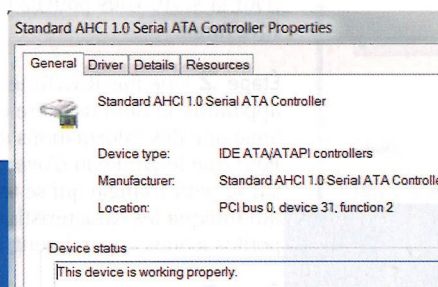 Standard AHCI 1.0 Serial ATA Controller Properties
General Driver Details Resources
Standard AHCI 1.0 Serial ATA Controller
Device type: IDE ATA/ATAPI controllers
Manufacturer: Standard AHCI 1.0 Serial ATA Controlle
Location: PCI bus 0, device 31, function 2
Device status
This device is working properly.